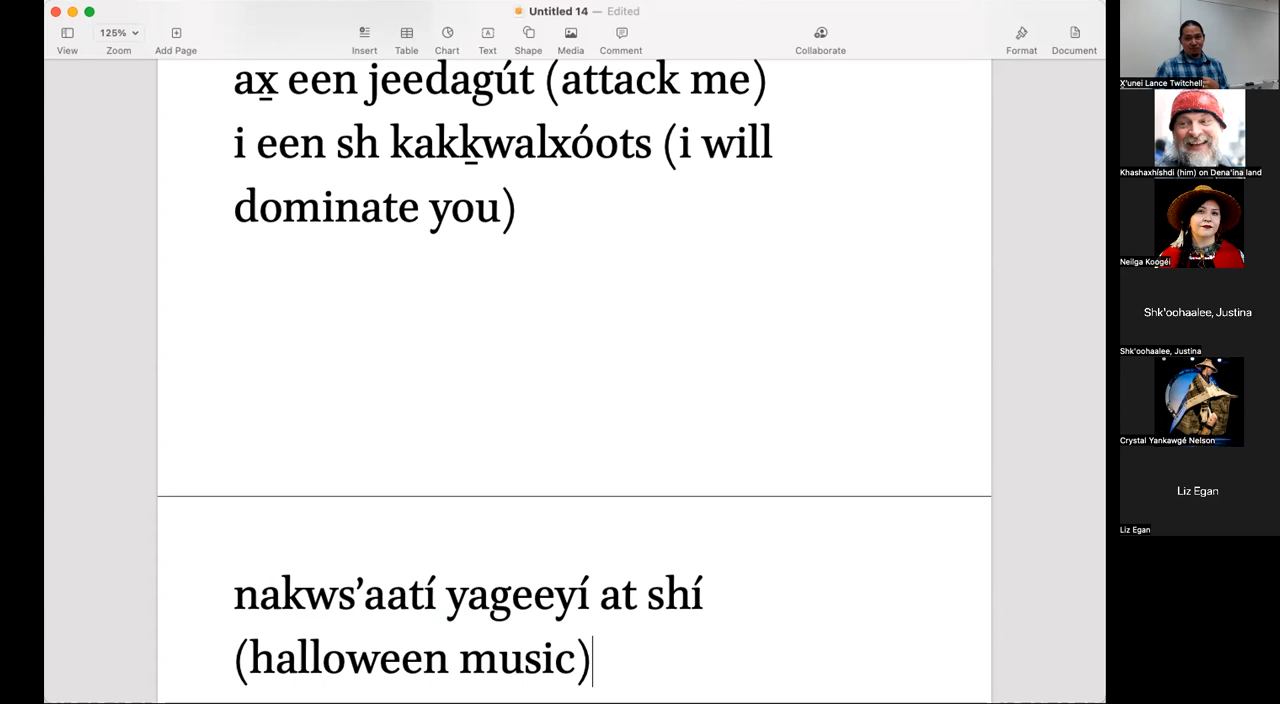 Untitled 14 — Edited
125%
View
Zoom
Add Page
Insert
Table
Chart
Text
Shape
Media
Comment
Collaborate
Format
Document
ax̱ een jeedagút (attack me)
i een sh kakḵwalxóots (i will
dominate you)
nakws’aatí yageeyí at shí
(halloween music)
X'unei Lance Twitchell
Khashaxhíshdi (him) on Dena'ina land
Neilga Koogéi
Shk'oohaalee, Justina
Shk'oohaalee, Justina
Crystal Yankawgé Nelson
Liz Egan
Liz Egan